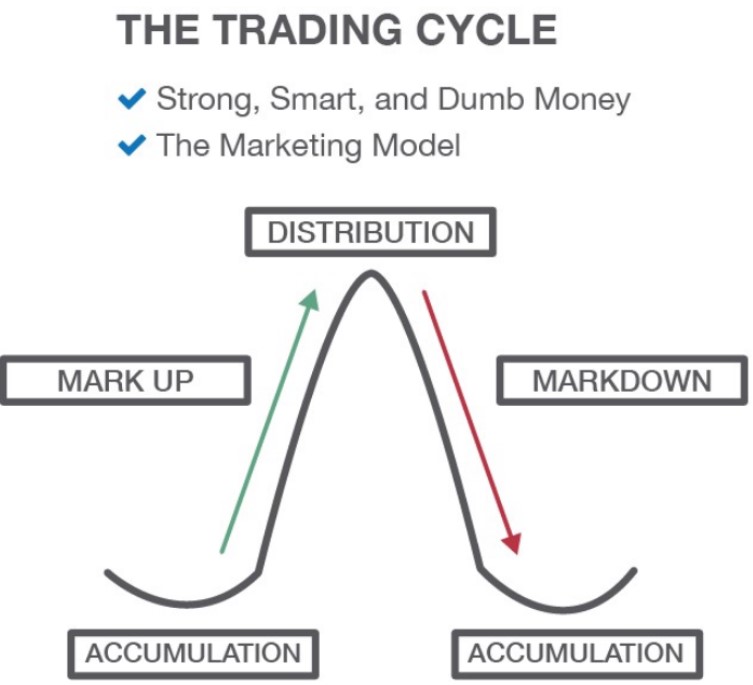 THE TRADING CYCLE
Strong, Smart, and Dumb Money
The Marketing Model
DISTRIBUTION
MARK UP
MARKDOWN
ACCUMULATION
ACCUMULATION